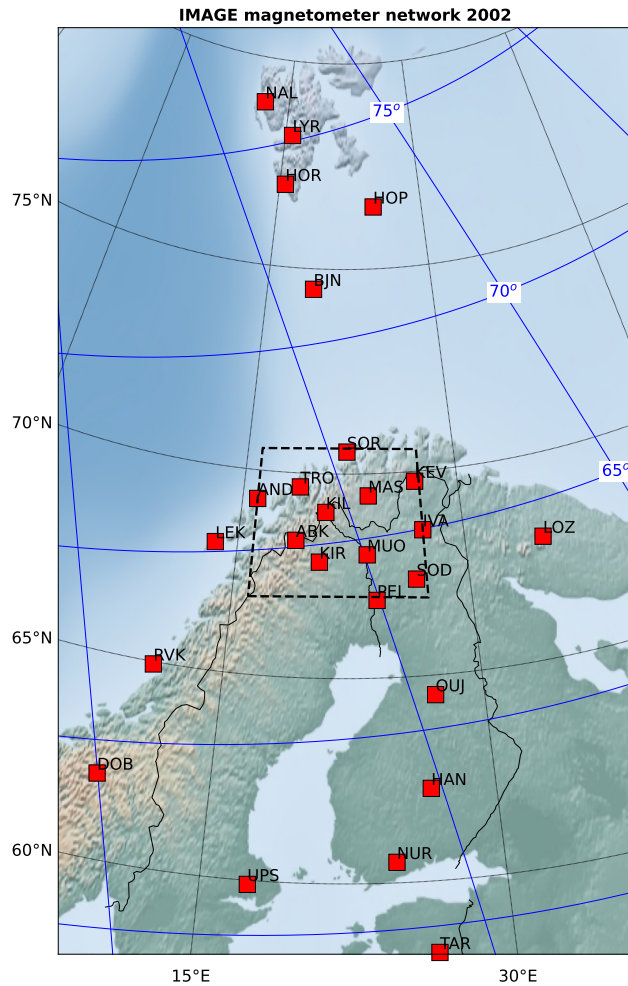 IMAGE magnetometer network 2002
NAL
75°
LYR
HOR
HOP
75°N
BJN
70°
70°N
SOR
65°
KEV
TRO
MAS
AND
KIL
IVA
LOZ
LEK
ABK
MUO
KIR
SOD
PEL
65°N
RVK
OUJ
DOB
HAN
60°N
NUR
UPS
TAR
15°E
30°E